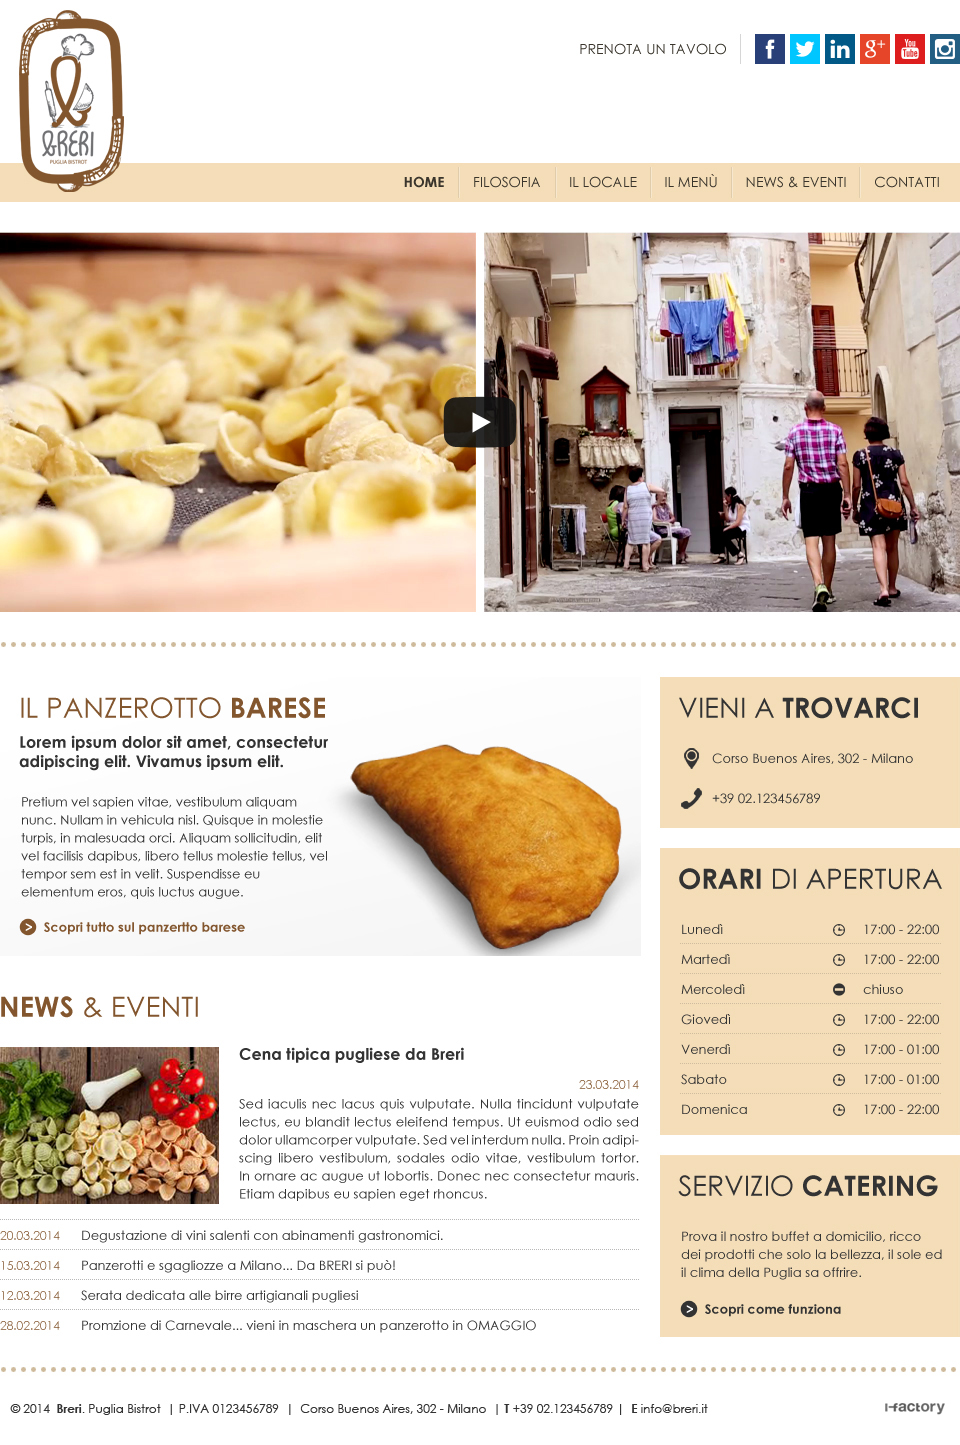 BRERI
PUGLIA BISTROT
PRENOTA UN TAVOLO
You
Tube
HOME FILOSOFIA IL LOCALE IL MENÙ NEWS & EVENTI CONTATTI
IL PANZEROTTO BARESE
Lorem ipsum dolor sit amet, consectetur
adipiscing elit. Vivamus ipsum elit.
Pretium vel sapien vitae, vestibulum aliquam
nunc. Nullam in vehicula nisl. Quisque in molestie
turpis, in malesuada orci. Aliquam sollicitudin, elit
vel facilisis dapibus, libero tellus molestie tellus, vel
tempor sem est in velit. Suspendisse eu
elementum eros, quis luctus augue.
Scopri tutto sul panzertto barese
VIENI A TROVARCI
Corso Buenos Aires, 302 - Milano
+39 02.123456789
ORARI DI APERTURA
Lunedì 17:00 - 22:00
Martedì 17:00 - 22:00
Mercoledì chiuso
Giovedì 17:00 - 22:00
Venerdì 17:00 - 01:00
Sabato 17:00 - 01:00
Domenica 17:00 - 22:00
NEWS & EVENTI
Cena tipica pugliese da Breri
23.03.2014
Sed iaculis nec lacus quis vulputate. Nulla tincidunt vulputate
lectus, eu blandit lectus eleifend tempus. Ut euismod odio sed
dolor ullamcorper vulputate. Sed vel interdum nulla. Proin adipi-
scing libero vestibulum, sodales odio vitae, vestibulum tortor.
In ornare ac augue ut lobortis. Donec nec consectetur mauris.
Etiam dapibus eu sapien eget rhoncus.
20.03.2014 Degustazione di vini salenti con abinamenti gastronomici.
15.03.2014 Panzerotti e sgagliozze a Milano... Da BRERI si può!
12.03.2014 Serata dedicata alle birre artigianali pugliesi
28.02.2014 Promzione di Carnevale... vieni in maschera un panzerotto in OMAGGIO
SERVIZIO CATERING
Prova il nostro buffet a domicilio, ricco
dei prodotti che solo la bellezza, il sole ed
il clima della Puglia sa offrire.
Scopri come funziona
© 2014 Breri. Puglia Bistrot | P.IVA 0123456789 | Corso Buenos Aires, 302 - Milano | T +39 02.123456789 | E info@breri.it
i-factory